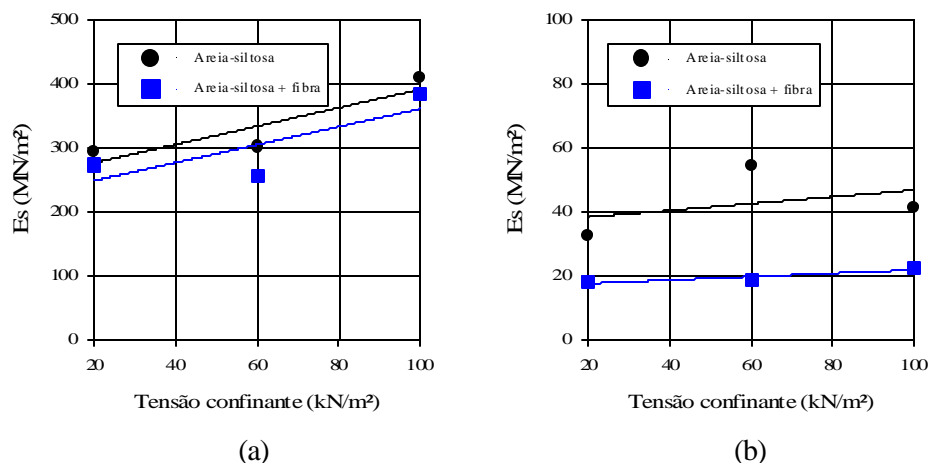 500
400
300
200
100
0
Es (MN/m²)
Areia-siltosa
Areia-siltosa + fibra
20 40 60 80 100
Tensão confinante (kN/m²)
(a)
100
80
60
40
20
0
Es (MN/m²)
Areia-siltosa
Areia-siltosa + fibra
20 40 60 80 100
Tensão confinante (kN/m²)
(b)